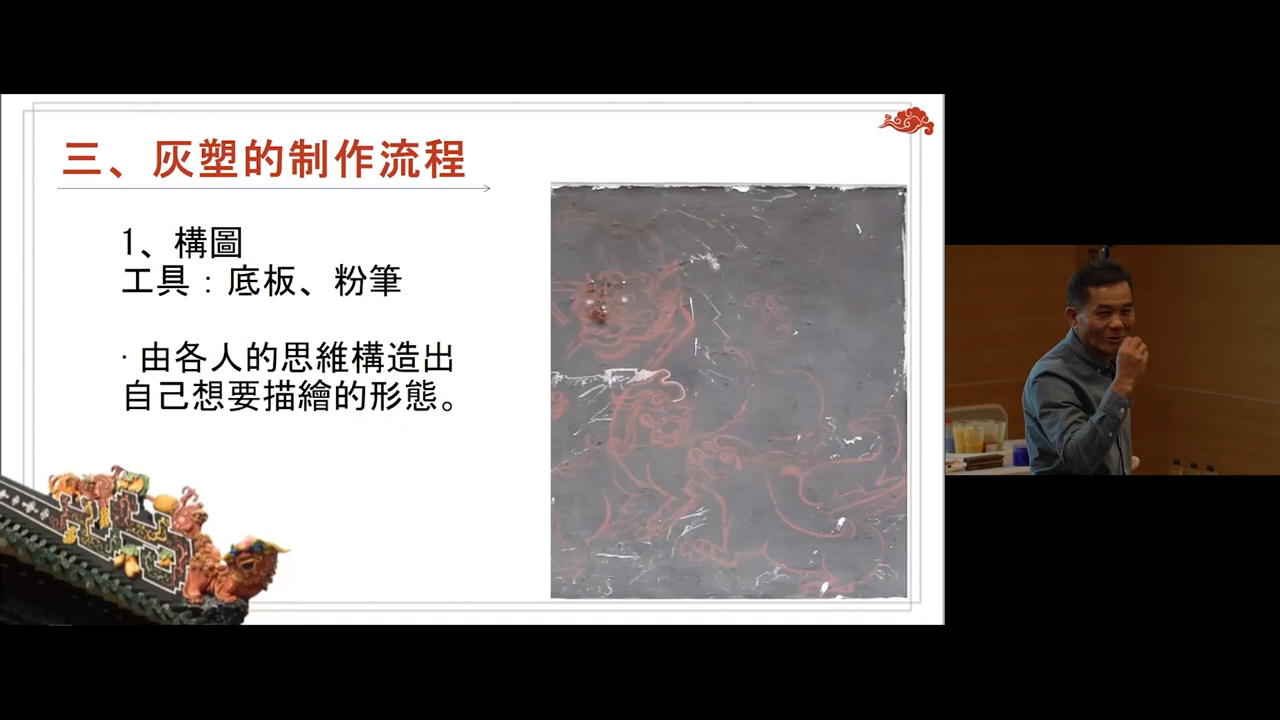 三、灰塑的制作流程
1、構圖
工具：底板、粉筆
· 由各人的思維構造出
自己想要描繪的形態。